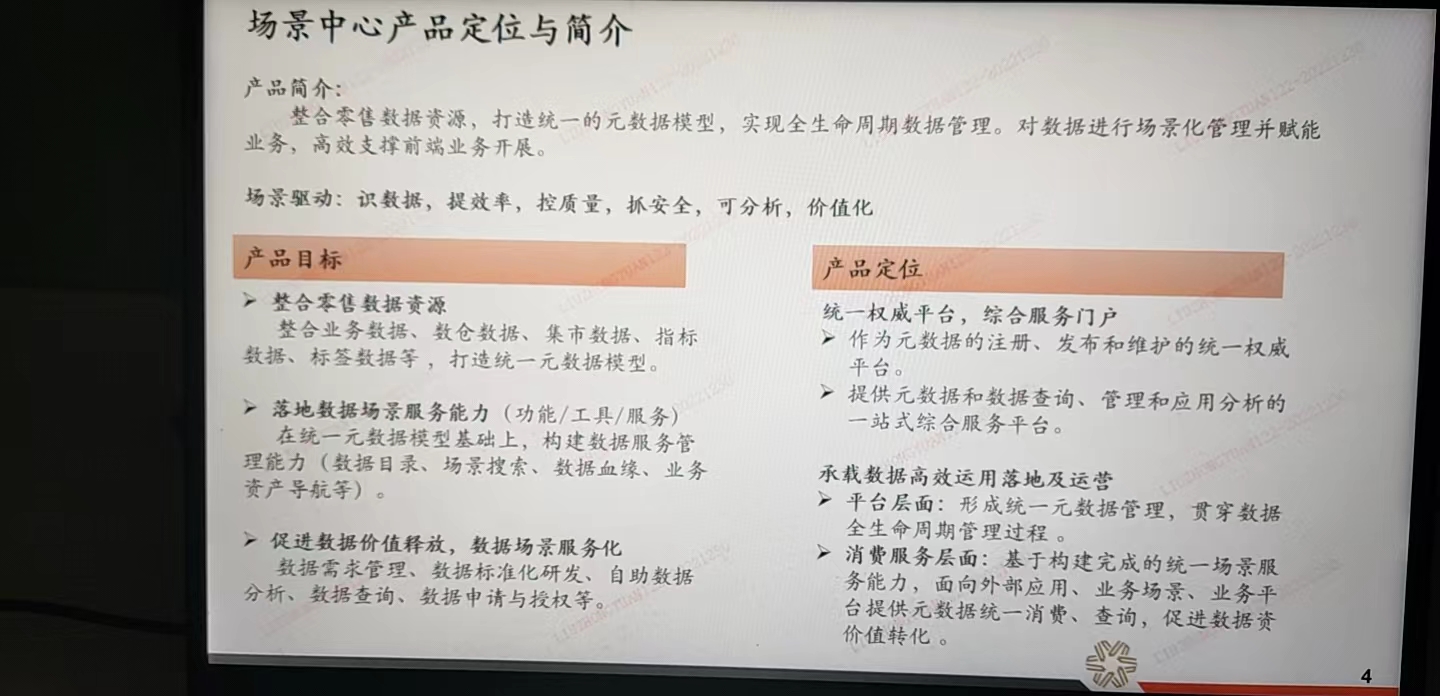 场景中心产品定位与简介
产品简介：
整合零售数据资源，打造统一的元数据模型，实现全生命周期数据管理。对数据进行场景化管理并赋能
业务，高效支撑前端业务开展。
场景驱动：识数据，提效率，控质量，抓安全，可分析，价值化
产品目标
➢ 整合零售数据资源
整合业务数据、数仓数据、集市数据、指标
数据、标签数据等，打造统一元数据模型。
➢ 落地数据场景服务能力（功能/工具/服务）
在统一元数据模型基础上，构建数据服务管
理能力（数据目录、场景搜索、数据血缘、业务
资产导航等）。
➢ 促进数据价值释放，数据场景服务化
数据需求管理、数据标准化研发、自助数据
分析、数据查询、数据申请与授权等。
产品定位
统一权威平台，综合服务门户
➢ 作为元数据的注册、发布和维护的统一权威
平台。
➢ 提供元数据和数据查询、管理和应用分析的
一站式综合服务平台。
承载数据高效运用落地及运营
➢ 平台层面：形成统一元数据管理，贯穿数据
全生命周期管理过程。
➢ 消费服务层面：基于构建完成的统一场景服
务能力，面向外部应用、业务场景、业务平
台提供元数据统一消费、查询，促进数据资
价值转化。
4